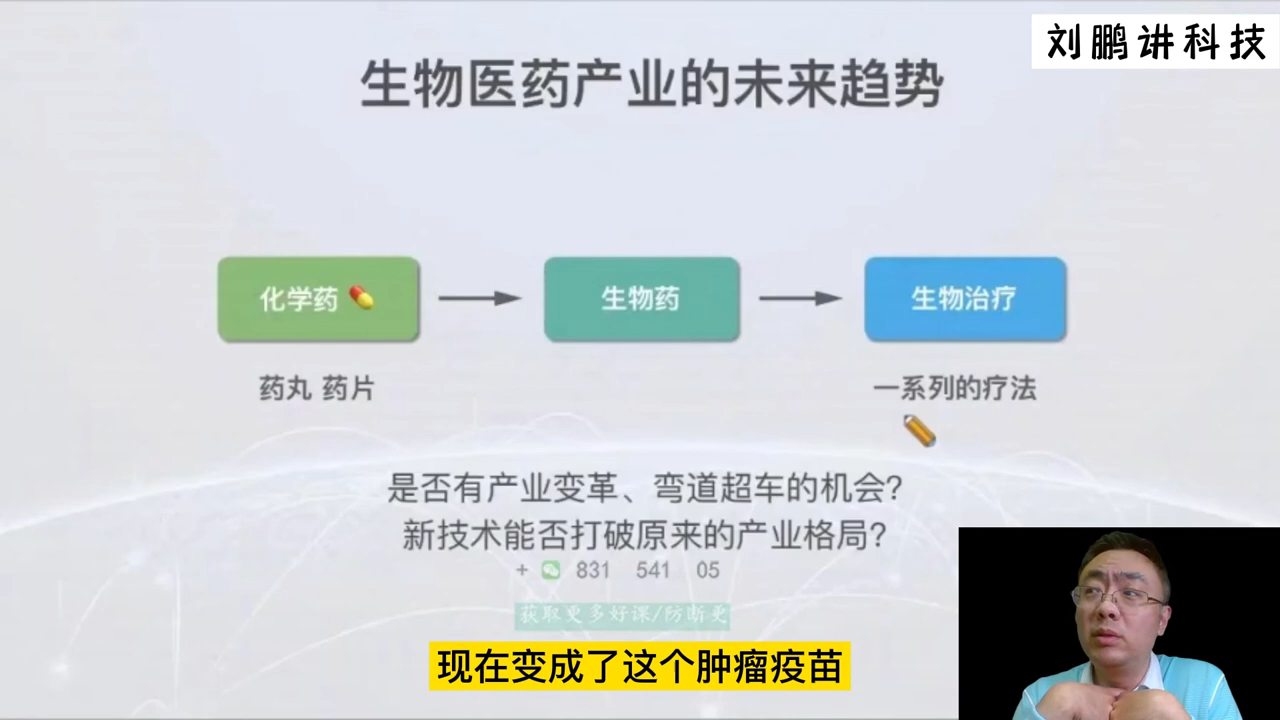 刘鹏讲科技
生物医药产业的未来趋势
化学药
生物药
生物治疗
药丸 药片
一系列的疗法
是否有产业变革、弯道超车的机会?
新技术能否打破原来的产业格局?
+ 831 541 05
获取更多好课/防断更
现在变成了这个肿瘤疫苗